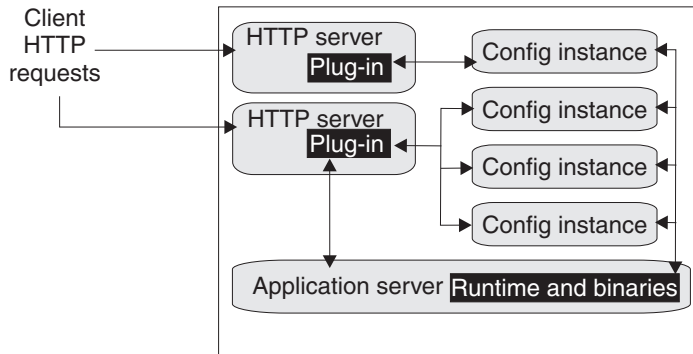 Client
HTTP
requests
HTTP server
Plug-in
Config instance
HTTP server
Plug-in
Config instance
Config instance
Config instance
Application server Runtime and binaries